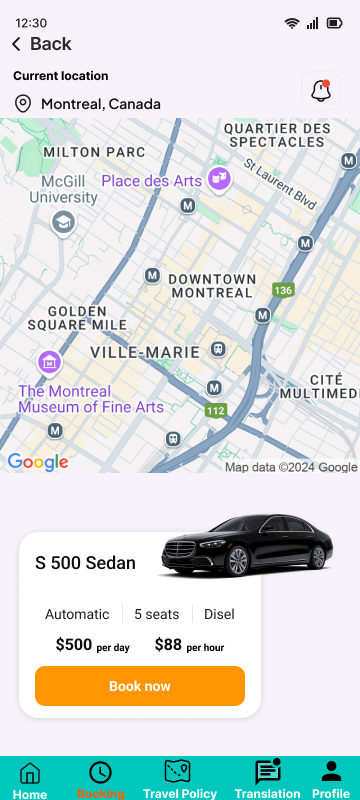 12:30
Back
Current location
Montreal, Canada
QUARTIER DES
SPECTACLES
MILTON PARC
St Laurent Blvd
McGill
University
Place des Arts
M
M
M
DOWNTOWN
MONTREAL
136
M
GOLDEN
SQUARE MILE
VILLE-MARIE
CITÉ
MULTIMED
M
The Montreal
Museum of Fine Arts
112
M
Google
Map data ©2024 Google
S 500 Sedan
Automatic
5 seats
Disel
$500 per day
$88 per hour
Book now
Home
Booking
Travel Policy
Translation
Profile